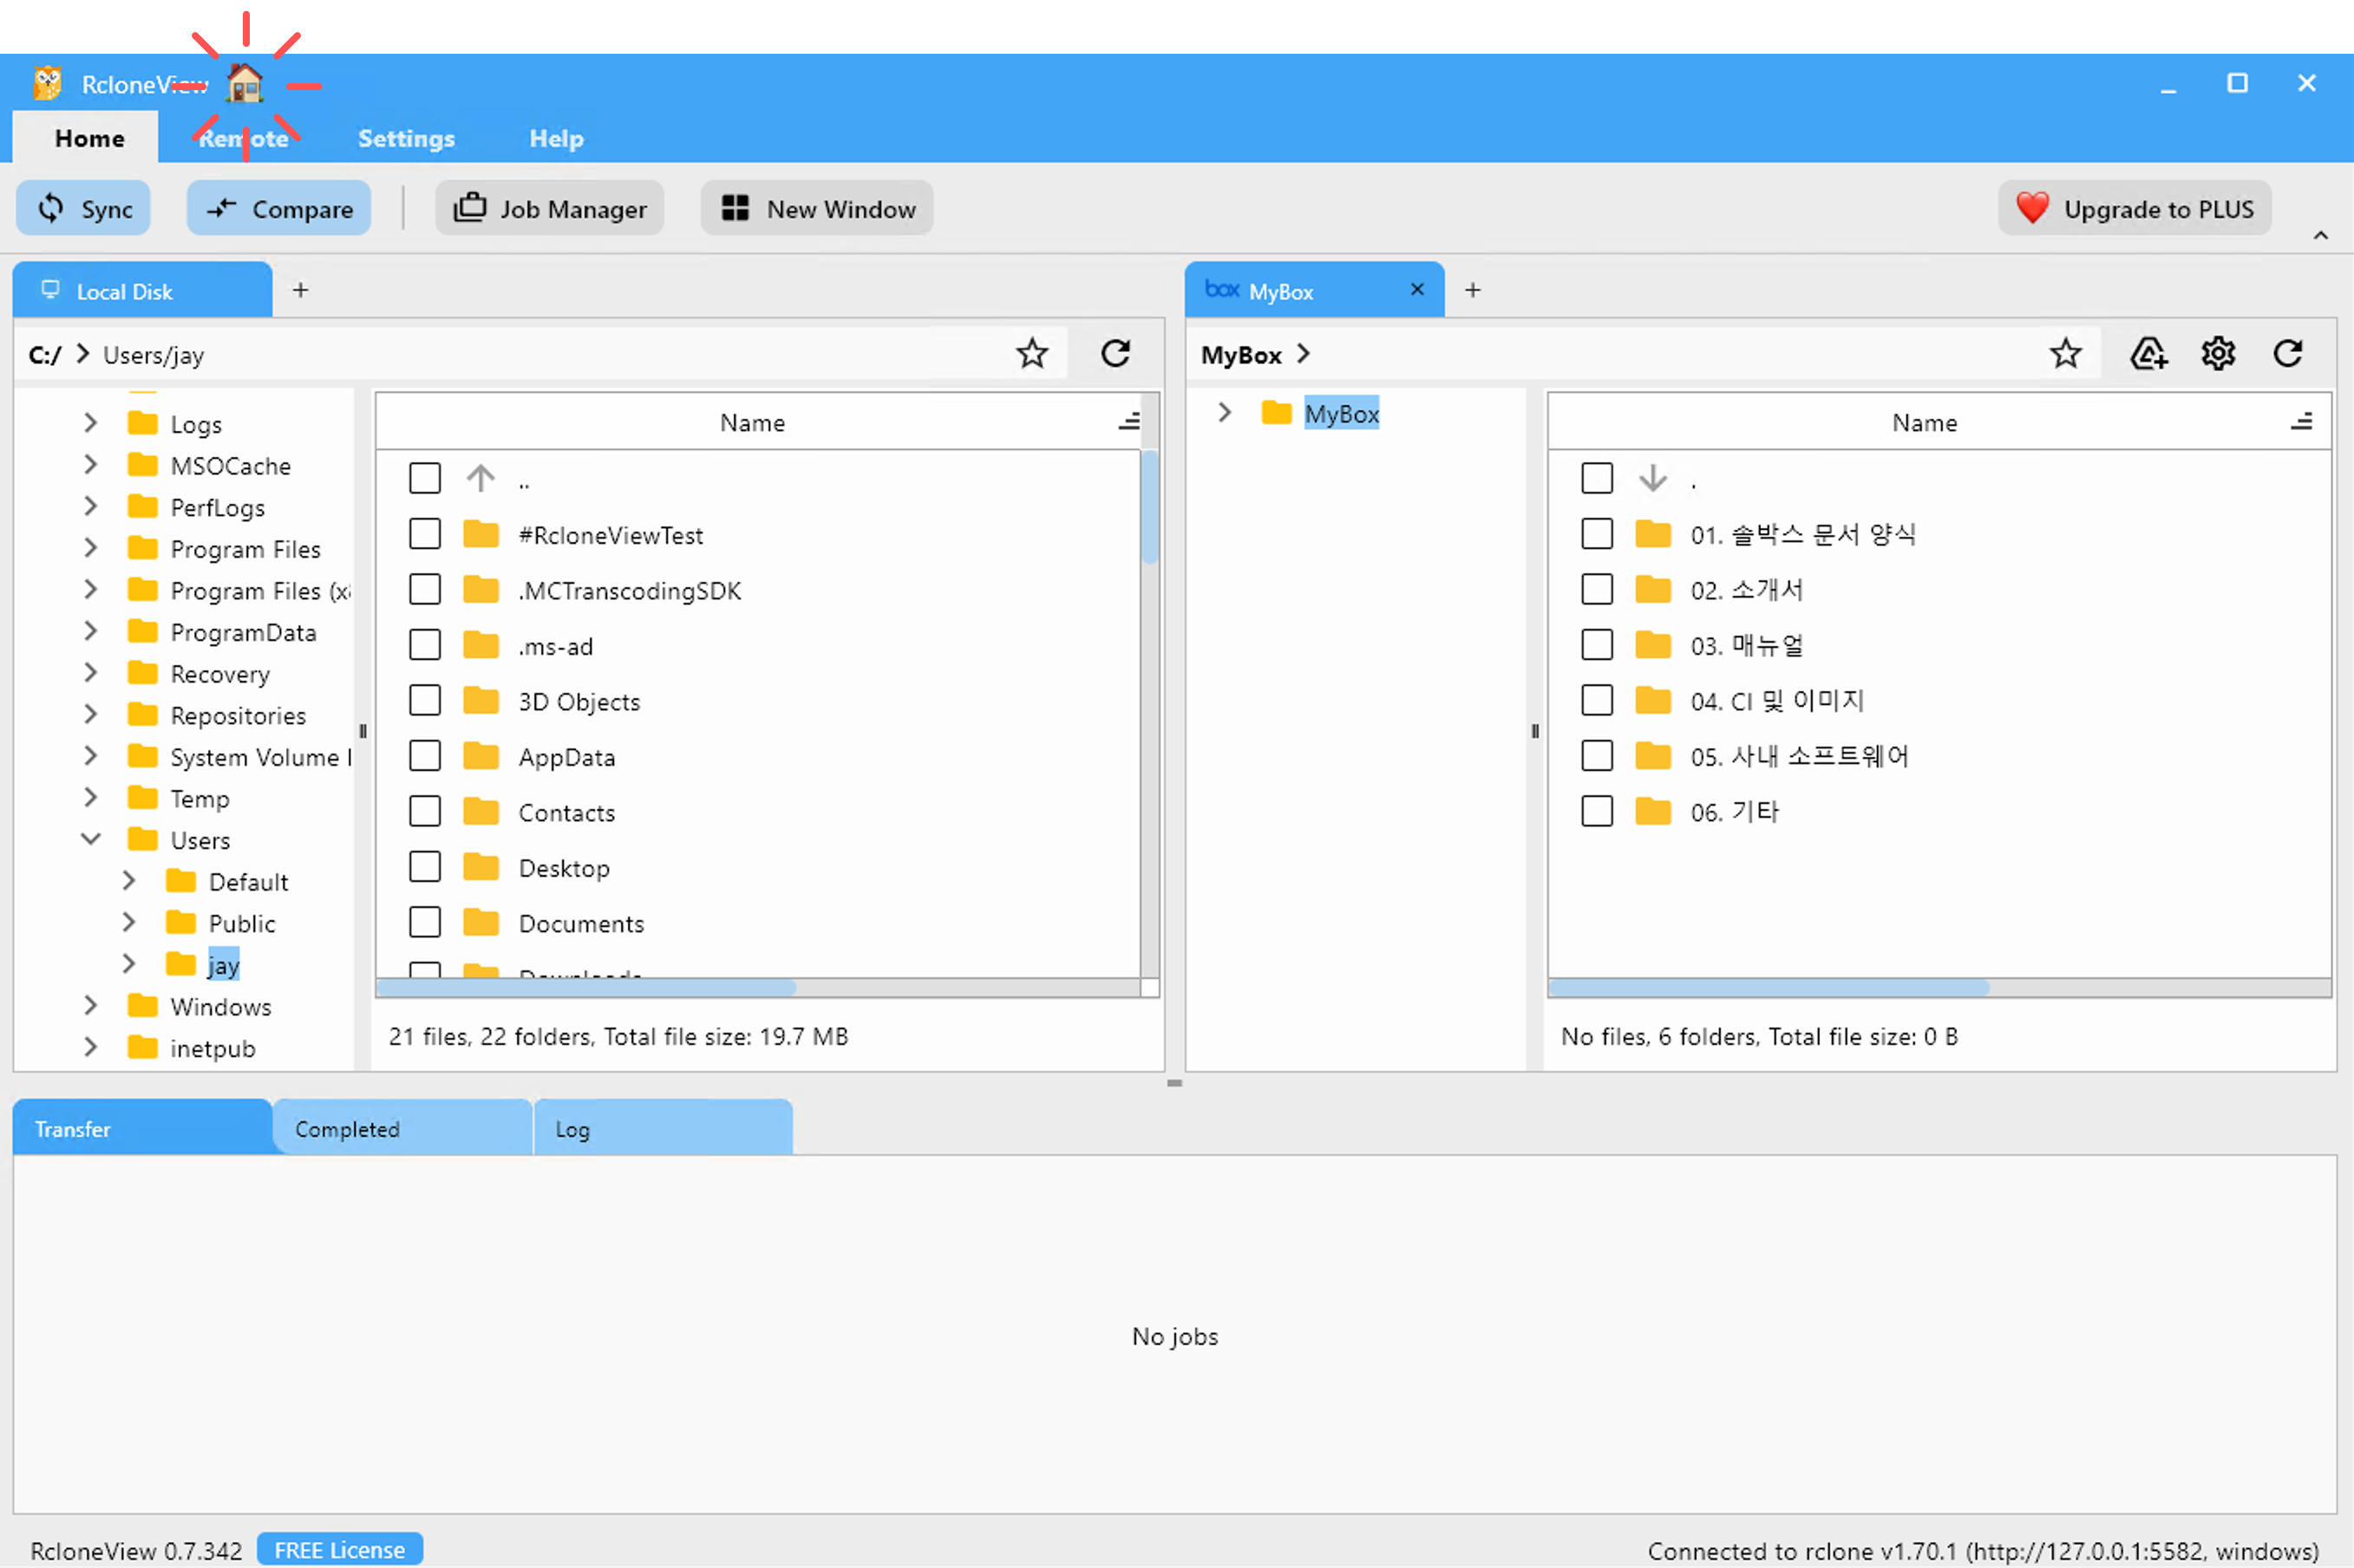 RcloneView
Home Remote Settings Help
Sync Compare Job Manager New Window Upgrade to PLUS
Local Disk +
C:/ Users/jay
Logs
MSOCache
PerfLogs
Program Files
Program Files (x
ProgramData
Recovery
Repositories
System Volume I
Temp
Users
Default
Public
jay
Windows
inetpub
Name
..
#RcloneViewTest
.MCTranscodingSDK
.ms-ad
3D Objects
AppData
Contacts
Desktop
Documents
Downloads
21 files, 22 folders, Total file size: 19.7 MB
box MyBox +
MyBox
MyBox
Name
.
01. 솔박스 문서 양식
02. 소개서
03. 매뉴얼
04. CI 및 이미지
05. 사내 소프트웨어
06. 기타
No files, 6 folders, Total file size: 0 B
Transfer Completed Log
No jobs
RcloneView 0.7.342 FREE License Connected to rclone v1.70.1 (http://127.0.0.1:5582, windows)